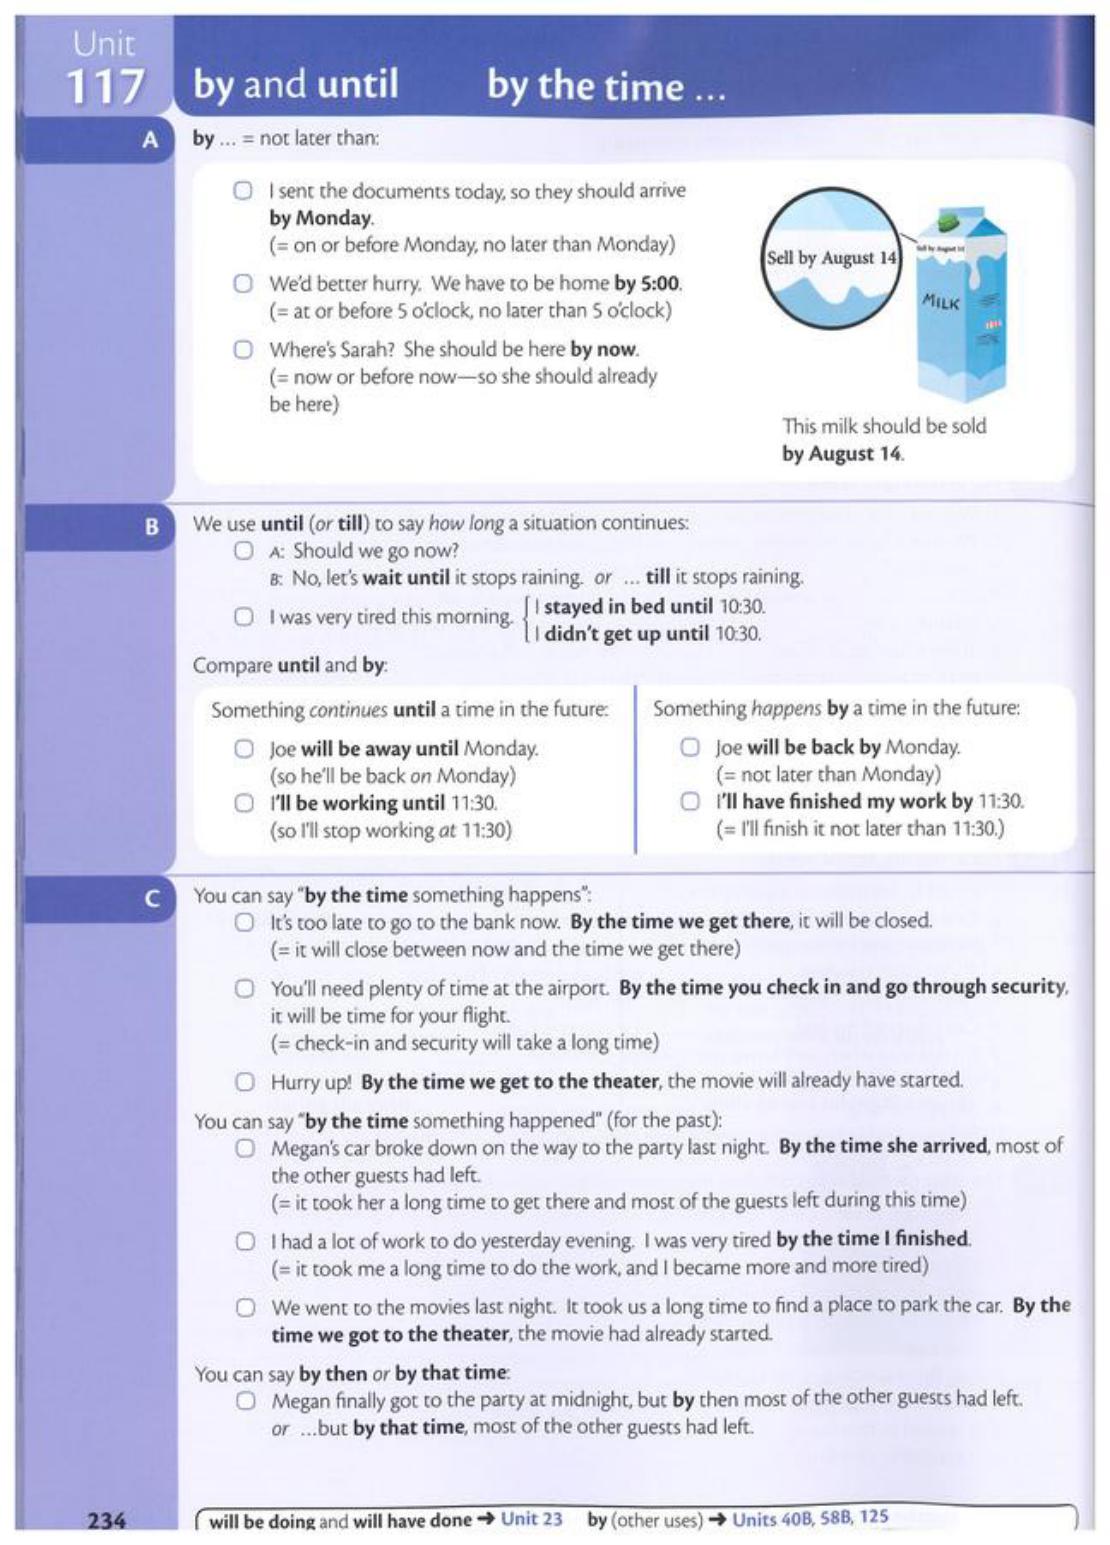 Unit
117
by and until by the time ...
A
by ... = not later than:
I sent the documents today, so they should arrive
by Monday.
(= on or before Monday, no later than Monday)
We'd better hurry. We have to be home by 5:00.
(= at or before 5 o'clock, no later than 5 o'clock)
Where's Sarah? She should be here by now.
(= now or before now—so she should already
be here)
Sell by August 14
Sell by August 14
MILK
This milk should be sold
by August 14.
B
We use until (or till) to say how long a situation continues:
A: Should we go now?
B: No, let's wait until it stops raining. or ... till it stops raining.
I was very tired this morning. { I stayed in bed until 10:30.
I didn't get up until 10:30.
Compare until and by:
Something continues until a time in the future:
Joe will be away until Monday.
(so he'll be back on Monday)
I'll be working until 11:30.
(so I'll stop working at 11:30)
Something happens by a time in the future:
Joe will be back by Monday.
(= not later than Monday)
I'll have finished my work by 11:30.
(= I'll finish it not later than 11:30.)
C
You can say "by the time something happens":
It's too late to go to the bank now. By the time we get there, it will be closed.
(= it will close between now and the time we get there)
You'll need plenty of time at the airport. By the time you check in and go through security,
it will be time for your flight.
(= check-in and security will take a long time)
Hurry up! By the time we get to the theater, the movie will already have started.
You can say "by the time something happened" (for the past):
Megan's car broke down on the way to the party last night. By the time she arrived, most of
the other guests had left.
(= it took her a long time to get there and most of the guests left during this time)
I had a lot of work to do yesterday evening. I was very tired by the time I finished.
(= it took me a long time to do the work, and I became more and more tired)
We went to the movies last night. It took us a long time to find a place to park the car. By the
time we got to the theater, the movie had already started.
You can say by then or by that time:
Megan finally got to the party at midnight, but by then most of the other guests had left.
or ...but by that time, most of the other guests had left.
234
will be doing and will have done → Unit 23 by (other uses) → Units 40B, 58B, 125